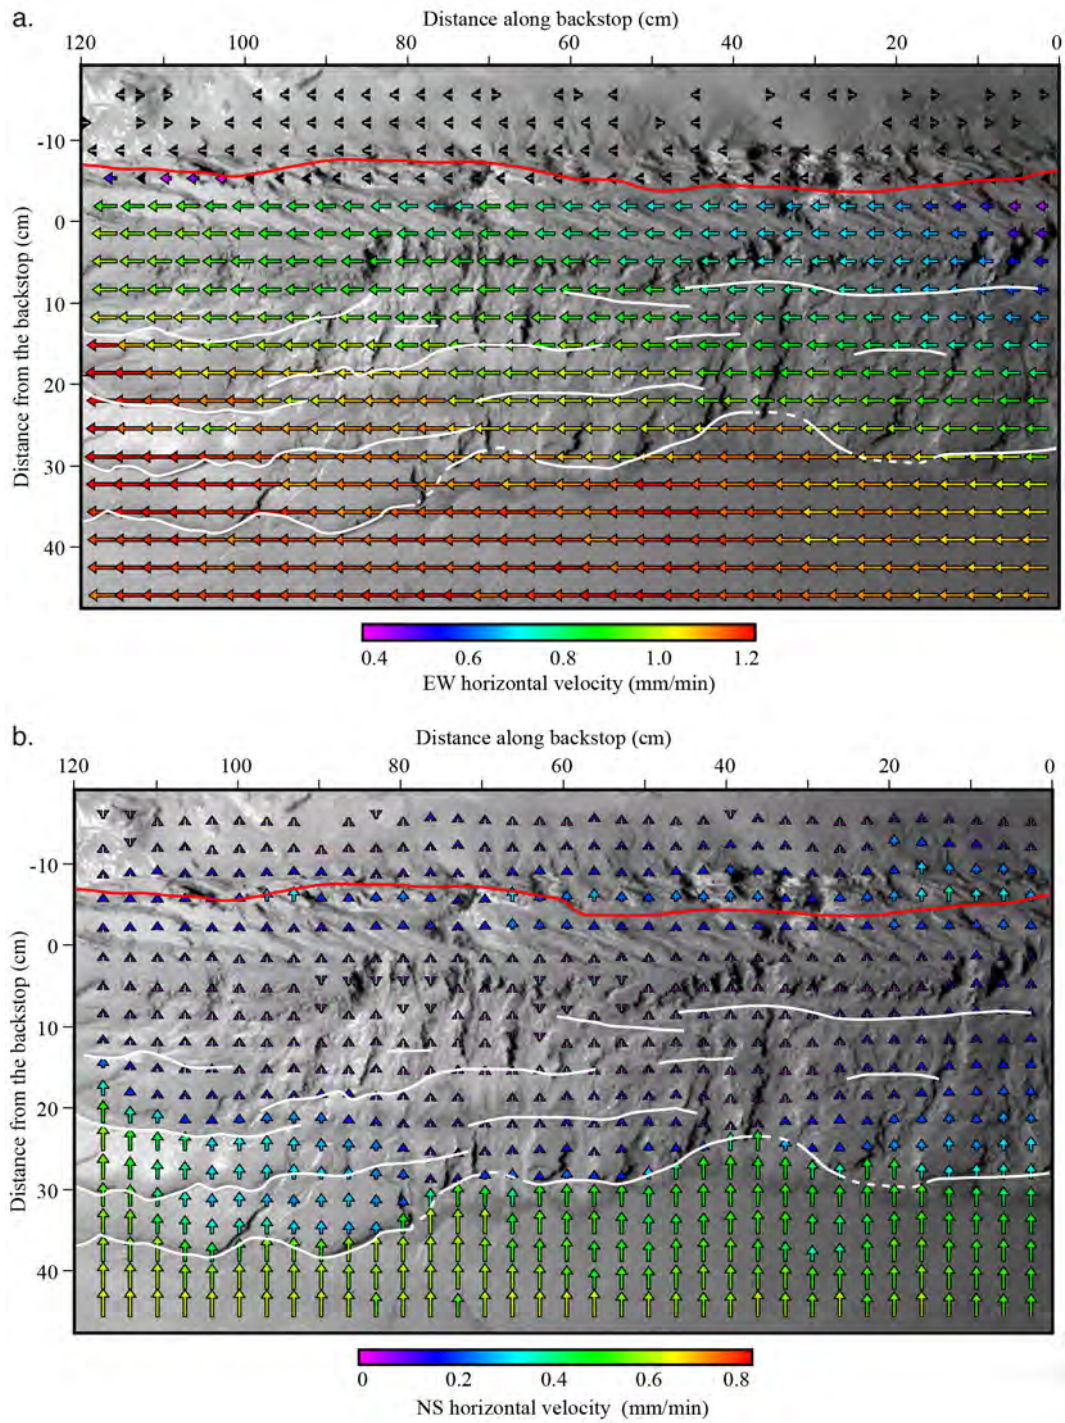 a.
Distance along backstop (cm)
120 100 80 60 40 20 0
Distance from the backstop (cm)
-10
0
10
20
30
40
0.4 0.6 0.8 1.0 1.2
EW horizontal velocity (mm/min)
b.
Distance along backstop (cm)
120 100 80 60 40 20 0
Distance from the backstop (cm)
-10
0
10
20
30
40
0 0.2 0.4 0.6 0.8
NS horizontal velocity (mm/min)